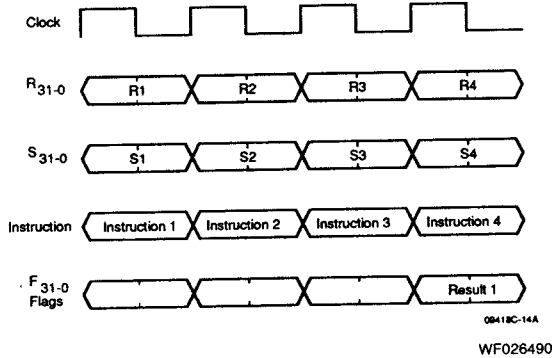 Clock
R31-0 R1 R2 R3 R4
S31-0 S1 S2 S3 S4
Instruction Instruction 1 Instruction 2 Instruction 3 Instruction 4
F31-0
Flags Result 1
09418C-14A
WF026490